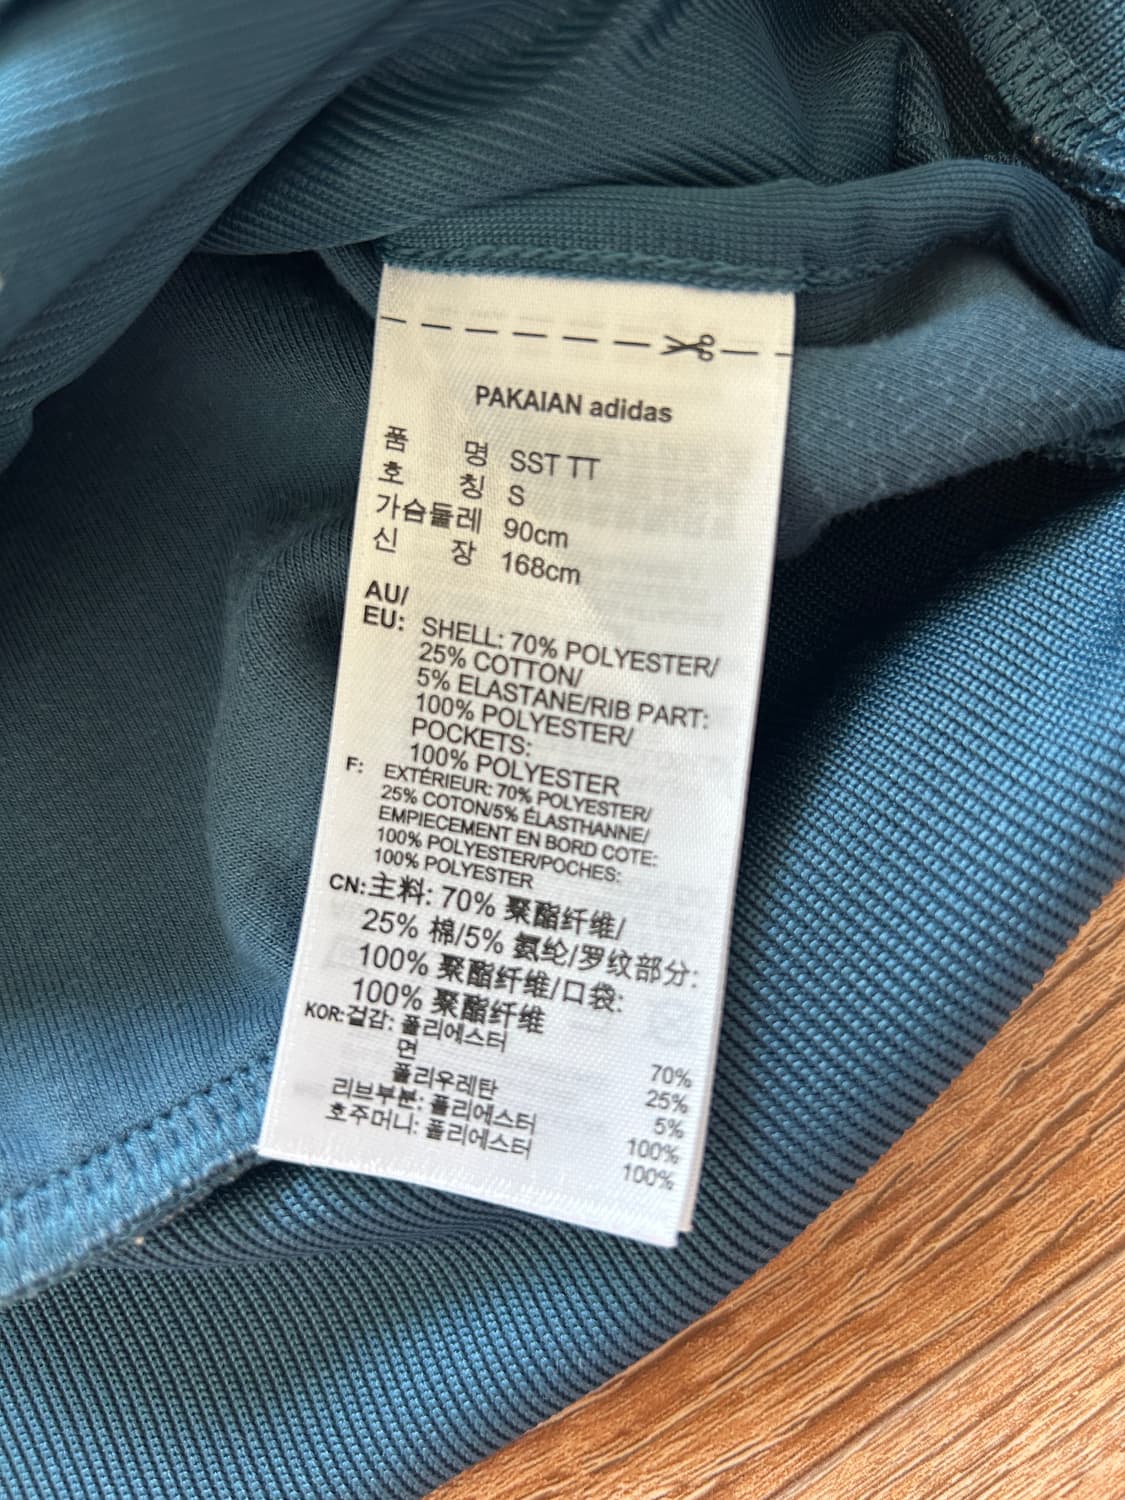 PAKAIAN adidas
품 명 SST TT
호 칭 S
가슴둘레 90cm
신 장 168cm
AU/
EU: SHELL: 70% POLYESTER/
25% COTTON/
5% ELASTANE/RIB PART:
100% POLYESTER/
POCKETS:
100% POLYESTER
F: EXTÉRIEUR: 70% POLYESTER/
25% COTON/5% ÉLASTHANNE/
EMPIECEMENT EN BORD COTE:
100% POLYESTER/POCHES:
100% POLYESTER
CN: 主料: 70% 聚酯纤维/
25% 棉/5% 氨纶/罗纹部分:
100% 聚酯纤维/口袋:
100% 聚酯纤维
KOR: 겉감: 폴리에스터 70%
면 25%
폴리우레탄 5%
리브부분: 폴리에스터 100%
호주머니: 폴리에스터 100%